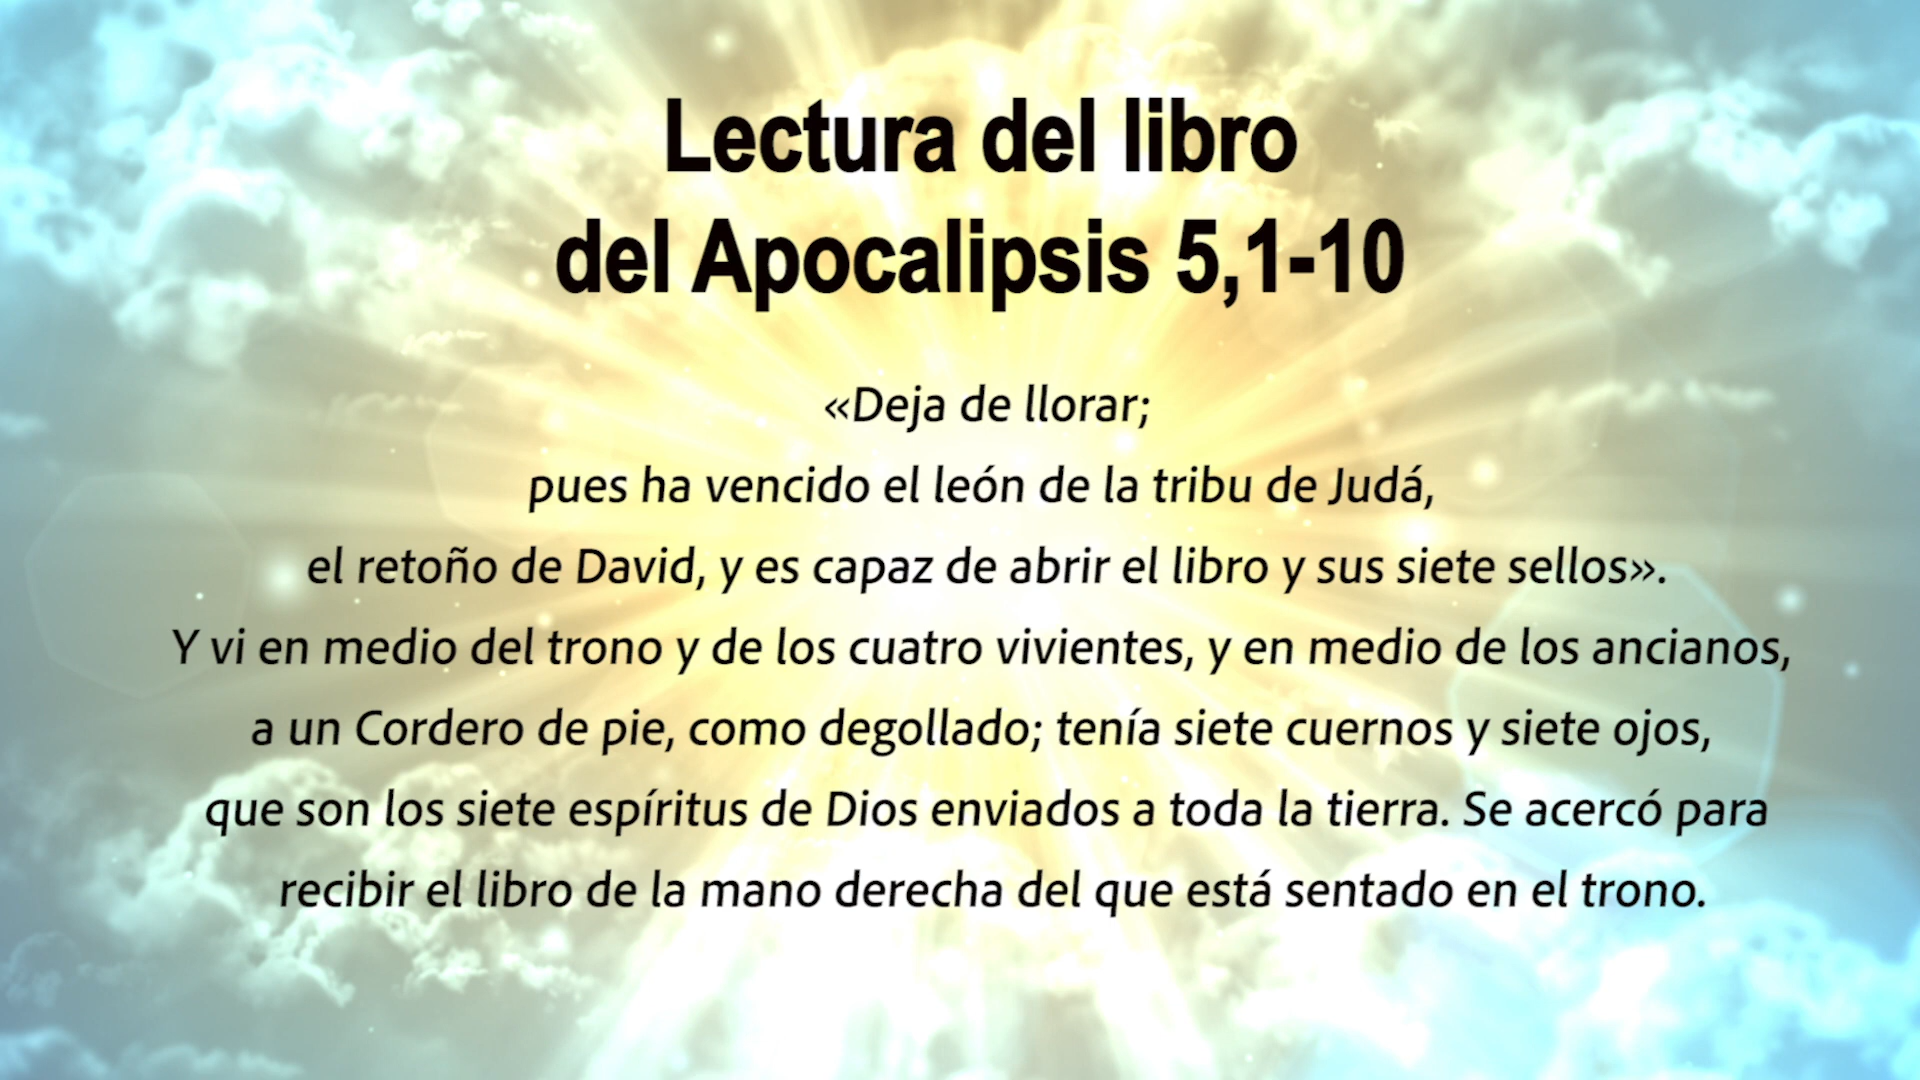 Lectura del libro
del Apocalipsis 5,1-10
«Deja de llorar;
pues ha vencido el león de la tribu de Judá,
el retoño de David, y es capaz de abrir el libro y sus siete sellos».
Y vi en medio del trono y de los cuatro vivientes, y en medio de los ancianos,
a un Cordero de pie, como degollado; tenía siete cuernos y siete ojos,
que son los siete espíritus de Dios enviados a toda la tierra. Se acercó para
recibir el libro de la mano derecha del que está sentado en el trono.